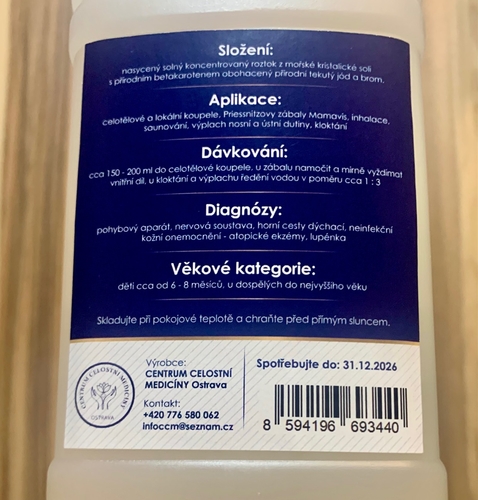 Složení:
nasycený solný koncentrovaný roztok z mořské kristalické soli
s přírodním betakarotenem obohacený přírodní tekutý jód a brom.
Aplikace:
celotělové a lokální koupele, Priessnitzovy zábaly Mamavis, inhalace,
saunování, výplach nosní a ústní dutiny, kloktání
Dávkování:
cca 150 - 200 ml do celotělové koupele, u zábalu namočit a mírně vyždímat
vnitřní díl, u kloktání a výplachu ředění vodou v poměru cca 1 : 3
Diagnózy:
pohybový aparát, nervová soustava, horní cesty dýchací, neinfekční
kožní onemocnění - atopické ekzémy, lupénka
Věkové kategorie:
děti cca od 6 - 8 měsíců, u dospělých do nejvyššího věku
Skladujte při pokojové teplotě a chraňte před přímým sluncem.
CENTRUM CELOSTNÍ MEDICÍNY
OSTRAVA
Výrobce:
CENTRUM CELOSTNÍ
MEDICÍNY Ostrava
Kontakt:
+420 776 580 062
infoccm@seznam.cz
Spotřebujte do: 31.12.2026
8 594196 693440